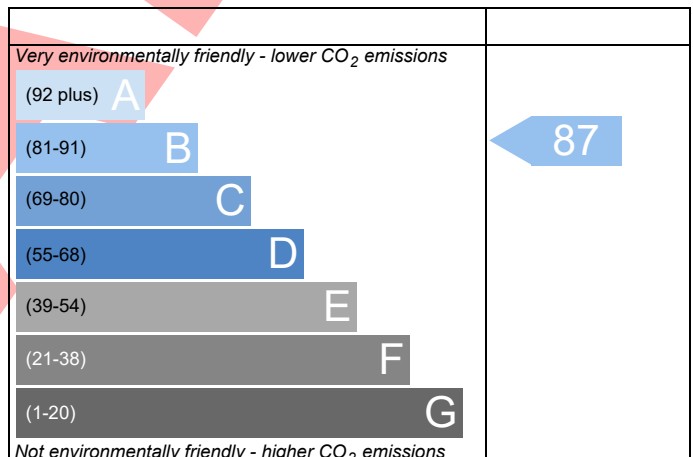 Very environmentally friendly - lower CO₂ emissions
(92 plus) A
(81-91) B
87
(69-80) C
(55-68) D
(39-54) E
(21-38) F
(1-20) G
Not environmentally friendly - higher CO₂ emissions